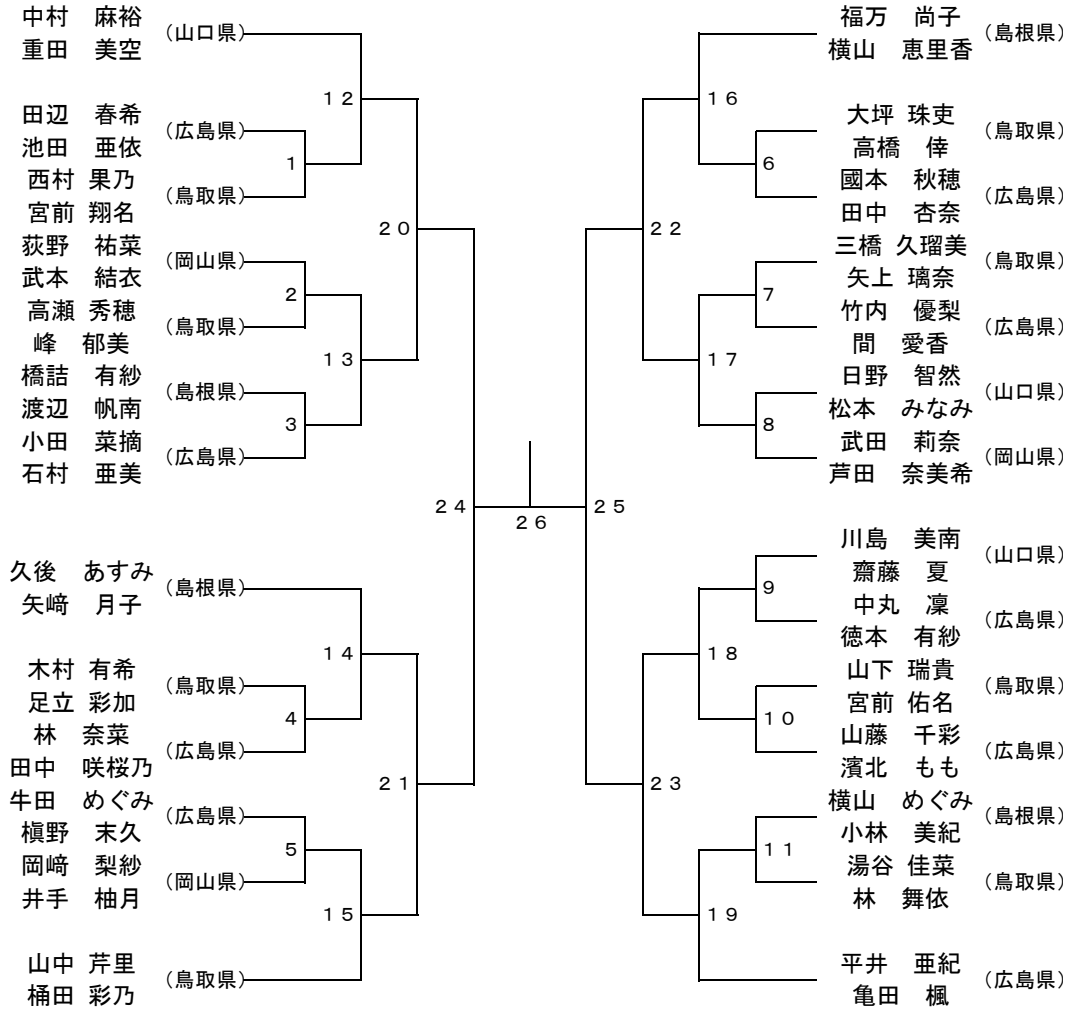 中村　麻裕
（山口県）
重田　美空
１２
田辺　春希
（広島県）
池田　亜依
1
西村 果乃
（鳥取県）
宮前 翔名
２０
荻野　祐菜
（岡山県）
武本　結衣
2
高瀬 秀穂
（鳥取県）
峰　郁美
１３
橋詰　有紗
（島根県）
渡辺　帆南
3
小田　菜摘
（広島県）
石村　亜美
２４
２６
久後　あすみ
（島根県）
矢﨑　月子
１４
木村 有希
（鳥取県）
足立 彩加
4
林　奈菜
（広島県）
田中　咲桜乃
２１
牛田　めぐみ
（広島県）
槇野　末久
5
岡﨑　梨紗
（岡山県）
井手　柚月
１５
山中 芹里
（鳥取県）
桶田 彩乃
福万　尚子
（島根県）
横山　恵里香
１６
大坪 珠吏
（鳥取県）
高橋　倖
6
國本　秋穂
（広島県）
田中　杏奈
２２
三橋 久瑠美
（鳥取県）
矢上 璃奈
7
竹内　優梨
（広島県）
間　愛香
１７
日野　智然
（山口県）
松本　みなみ
8
武田　莉奈
（岡山県）
芦田　奈美希
２５
川島　美南
（山口県）
齋藤　夏
9
中丸　凜
（広島県）
徳本　有紗
１８
山下 瑞貴
（鳥取県）
宮前 佑名
１０
山藤　千彩
（広島県）
濱北　もも
２３
横山　めぐみ
（島根県）
小林　美紀
１１
湯谷 佳菜
（鳥取県）
林　舞依
１９
平井　亜紀
（広島県）
亀田　楓